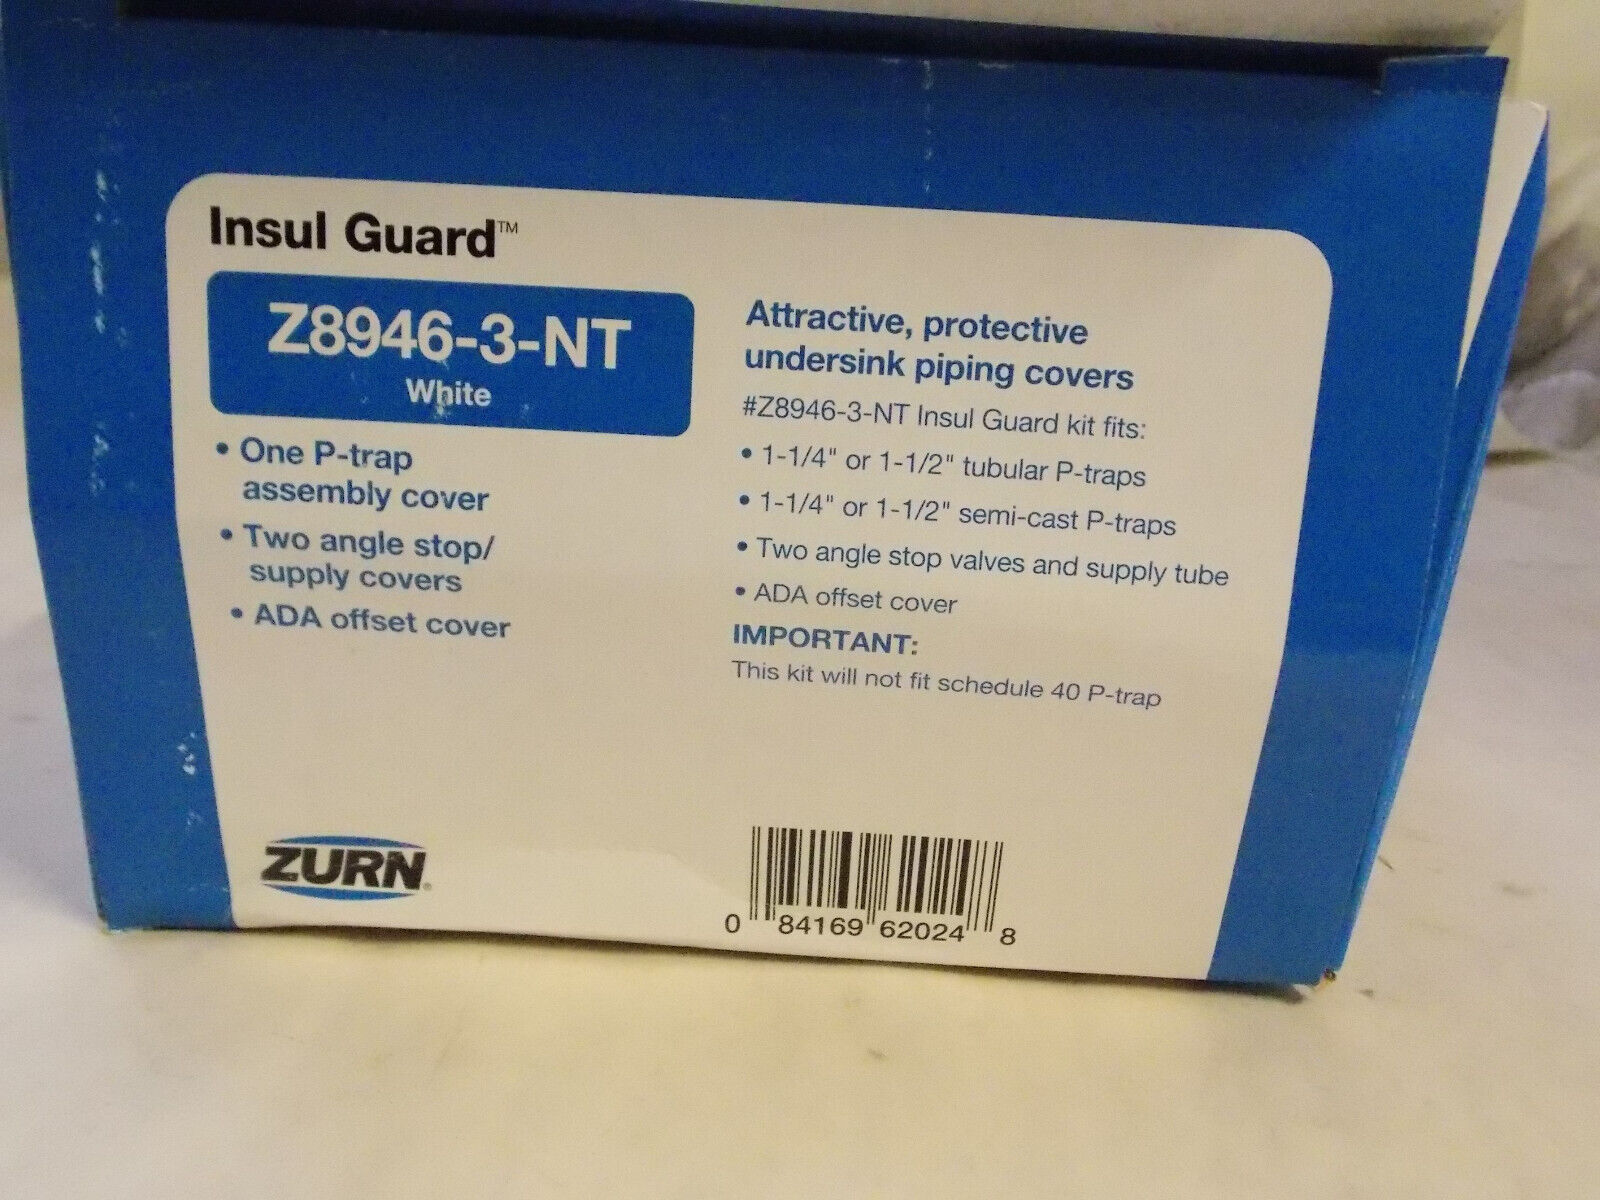 Insul Guard™
Z8946-3-NT
White
• One P-trap
assembly cover
• Two angle stop/
supply covers
• ADA offset cover
Attractive, protective
undersink piping covers
#Z8946-3-NT Insul Guard kit fits:
• 1-1/4" or 1-1/2" tubular P-traps
• 1-1/4" or 1-1/2" semi-cast P-traps
• Two angle stop valves and supply tube
• ADA offset cover
IMPORTANT:
This kit will not fit schedule 40 P-trap
ZURN®
0 84169 62024 8